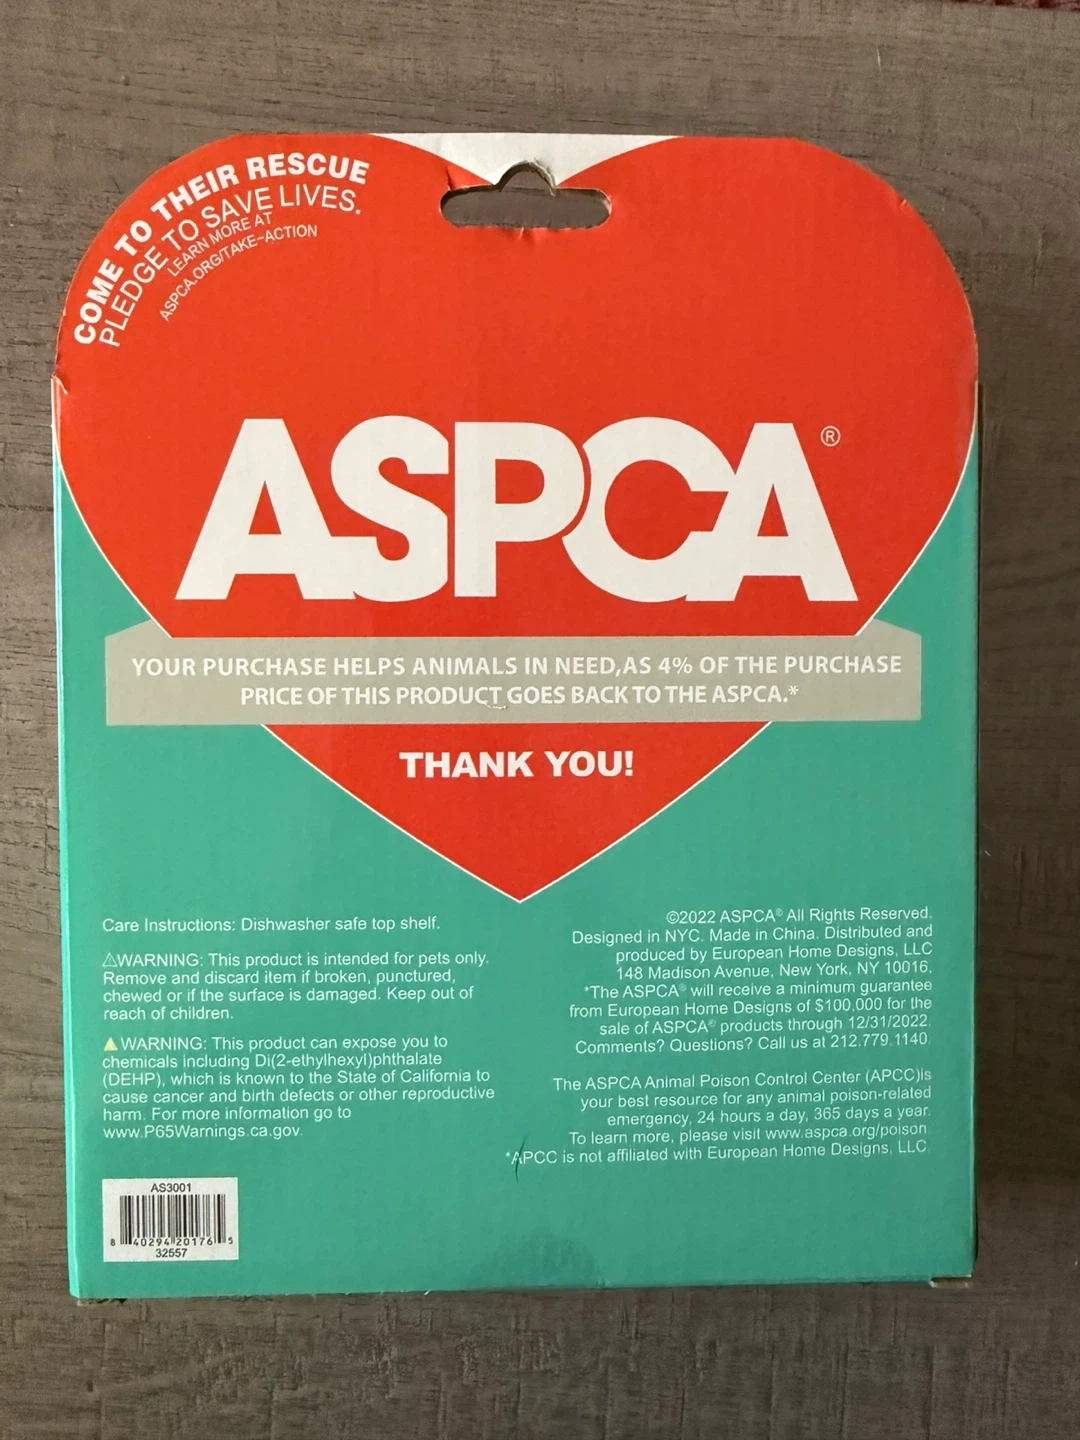 COME TO THEIR RESCUE
PLEDGE TO SAVE LIVES.
LEARN MORE AT
ASPCA.ORG/TAKE-ACTION
ASPCA®
YOUR PURCHASE HELPS ANIMALS IN NEED,AS 4% OF THE PURCHASE
PRICE OF THIS PRODUCT GOES BACK TO THE ASPCA.*
THANK YOU!
Care Instructions: Dishwasher safe top shelf.
⚠WARNING: This product is intended for pets only.
Remove and discard item if broken, punctured,
chewed or if the surface is damaged. Keep out of
reach of children.
⚠WARNING: This product can expose you to
chemicals including Di(2-ethylhexyl)phthalate
(DEHP), which is known to the State of California to
cause cancer and birth defects or other reproductive
harm. For more information go to
www.P65Warnings.ca.gov.
©2022 ASPCA® All Rights Reserved.
Designed in NYC. Made in China. Distributed and
produced by European Home Designs, LLC
148 Madison Avenue, New York, NY 10016.
*The ASPCA® will receive a minimum guarantee
from European Home Designs of $100,000 for the
sale of ASPCA® products through 12/31/2022.
Comments? Questions? Call us at 212.779.1140.
The ASPCA Animal Poison Control Center (APCC)is
your best resource for any animal poison-related
emergency, 24 hours a day, 365 days a year.
To learn more, please visit www.aspca.org/poison.
*APCC is not affiliated with European Home Designs, LLC.
AS3001
8 40294 20176 5
32557